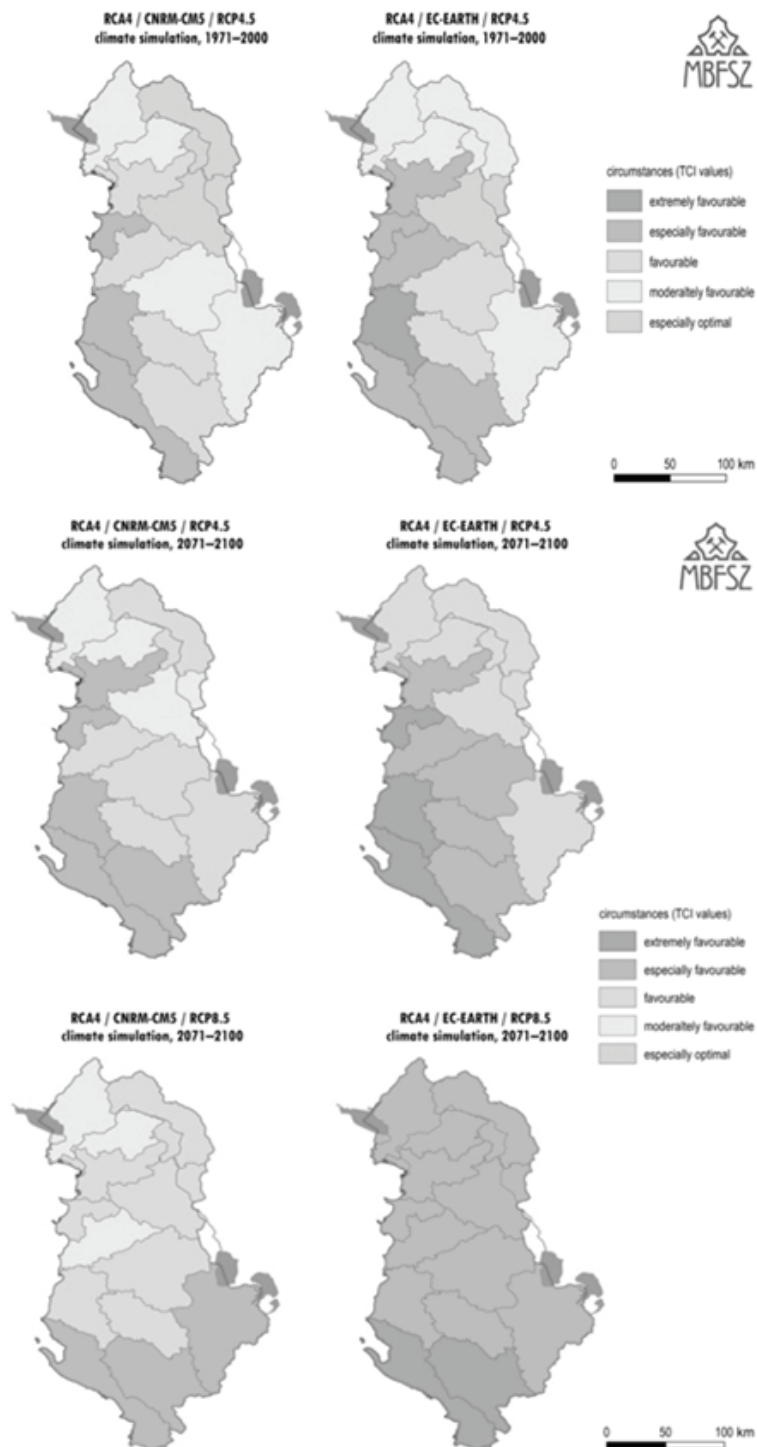 RCA4 / CNRM-CM5 / RCP4.5
climate simulation, 1971–2000
RCA4 / EC-EARTH / RCP4.5
climate simulation, 1971–2000
MBFSZ
circumstances (TCI values)
extremely favourable
especially favourable
favourable
moderaltely favourable
especially optimal
0 50 100 km
RCA4 / CNRM-CM5 / RCP4.5
climate simulation, 2071–2100
RCA4 / EC-EARTH / RCP4.5
climate simulation, 2071–2100
MBFSZ
circumstances (TCI values)
extremely favourable
especially favourable
favourable
moderaltely favourable
especially optimal
RCA4 / CNRM-CM5 / RCP8.5
climate simulation, 2071–2100
RCA4 / EC-EARTH / RCP8.5
climate simulation, 2071–2100
0 50 100 km